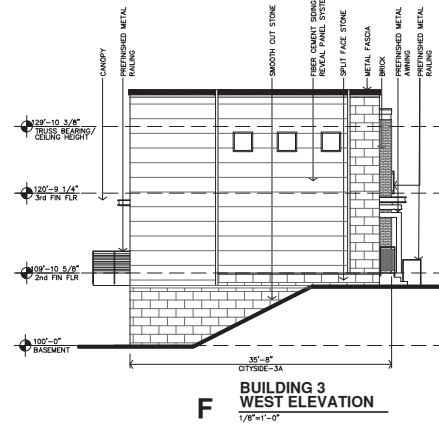 CANOPY
PREFINISHED METAL
RAILING
SMOOTH CUT STONE
FIBER CEMENT SIDING
REVEAL PANEL SYSTEM
SPLIT FACE STONE
METAL FASCIA
BRICK
PREFINISHED METAL
AWNING
PREFINISHED METAL
RAILING
129'-10 3/8"
TRUSS BEARING/
CEILING HEIGHT
120'-9 1/4"
3rd FIN FLR
109'-10 5/8"
2nd FIN FLR
100'-0"
BASEMENT
35'-8"
CITYSIDE-3A
F
BUILDING 3
WEST ELEVATION
1/8"=1'-0"